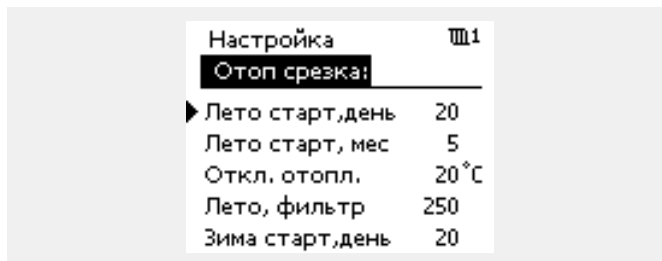 Настройка 1
Отоп срезка:
Лето старт,день 20
Лето старт, мес 5
Откл. отопл. 20°C
Лето, фильтр 250
Зима старт,день 20